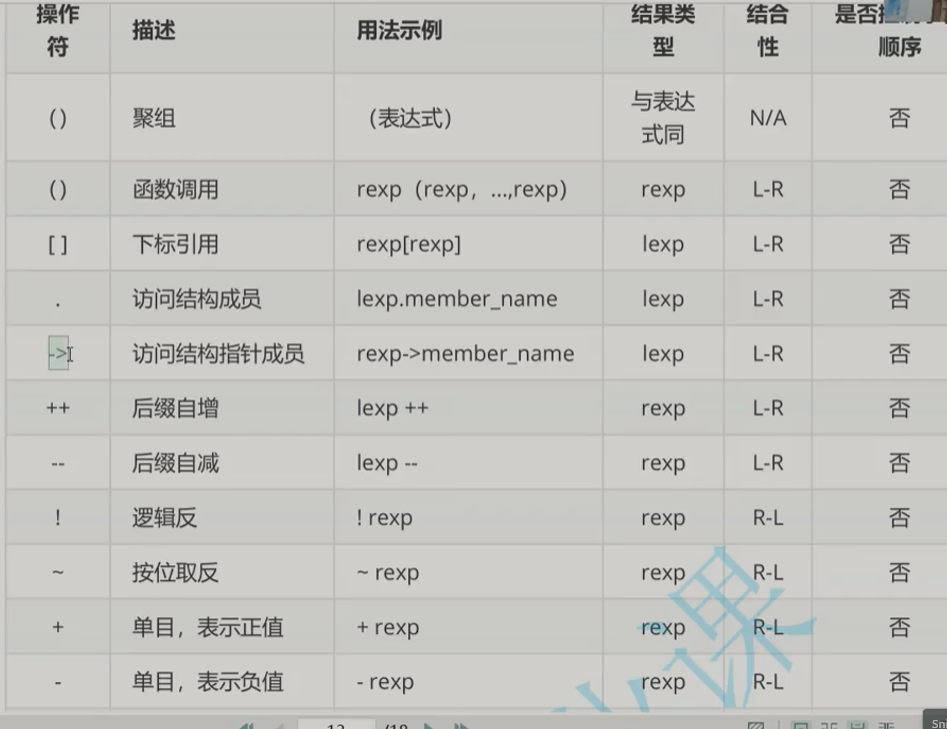 操作符 描述 用法示例 结果类型 结合性 是否 顺序
() 聚组 （表达式） 与表达式同 N/A 否
() 函数调用 rexp（rexp，...,rexp） rexp L-R 否
[ ] 下标引用 rexp[rexp] lexp L-R 否
. 访问结构成员 lexp.member_name lexp L-R 否
-> 访问结构指针成员 rexp->member_name lexp L-R 否
++ 后缀自增 lexp ++ rexp L-R 否
-- 后缀自减 lexp -- rexp L-R 否
! 逻辑反 ! rexp rexp R-L 否
~ 按位取反 ~ rexp rexp R-L 否
+ 单目，表示正值 + rexp rexp R-L 否
- 单目，表示负值 - rexp rexp R-L 否
课